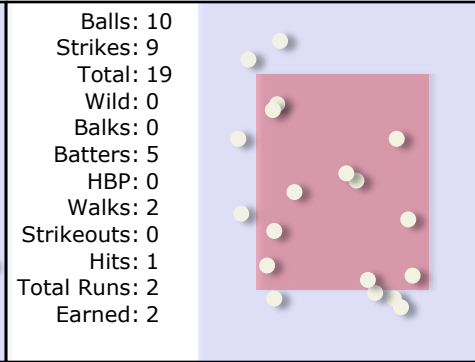 Balls: 10
Strikes: 9
Total: 19
Wild: 0
Balks: 0
Batters: 5
HBP: 0
Walks: 2
Strikeouts: 0
Hits: 1
Total Runs: 2
Earned: 2